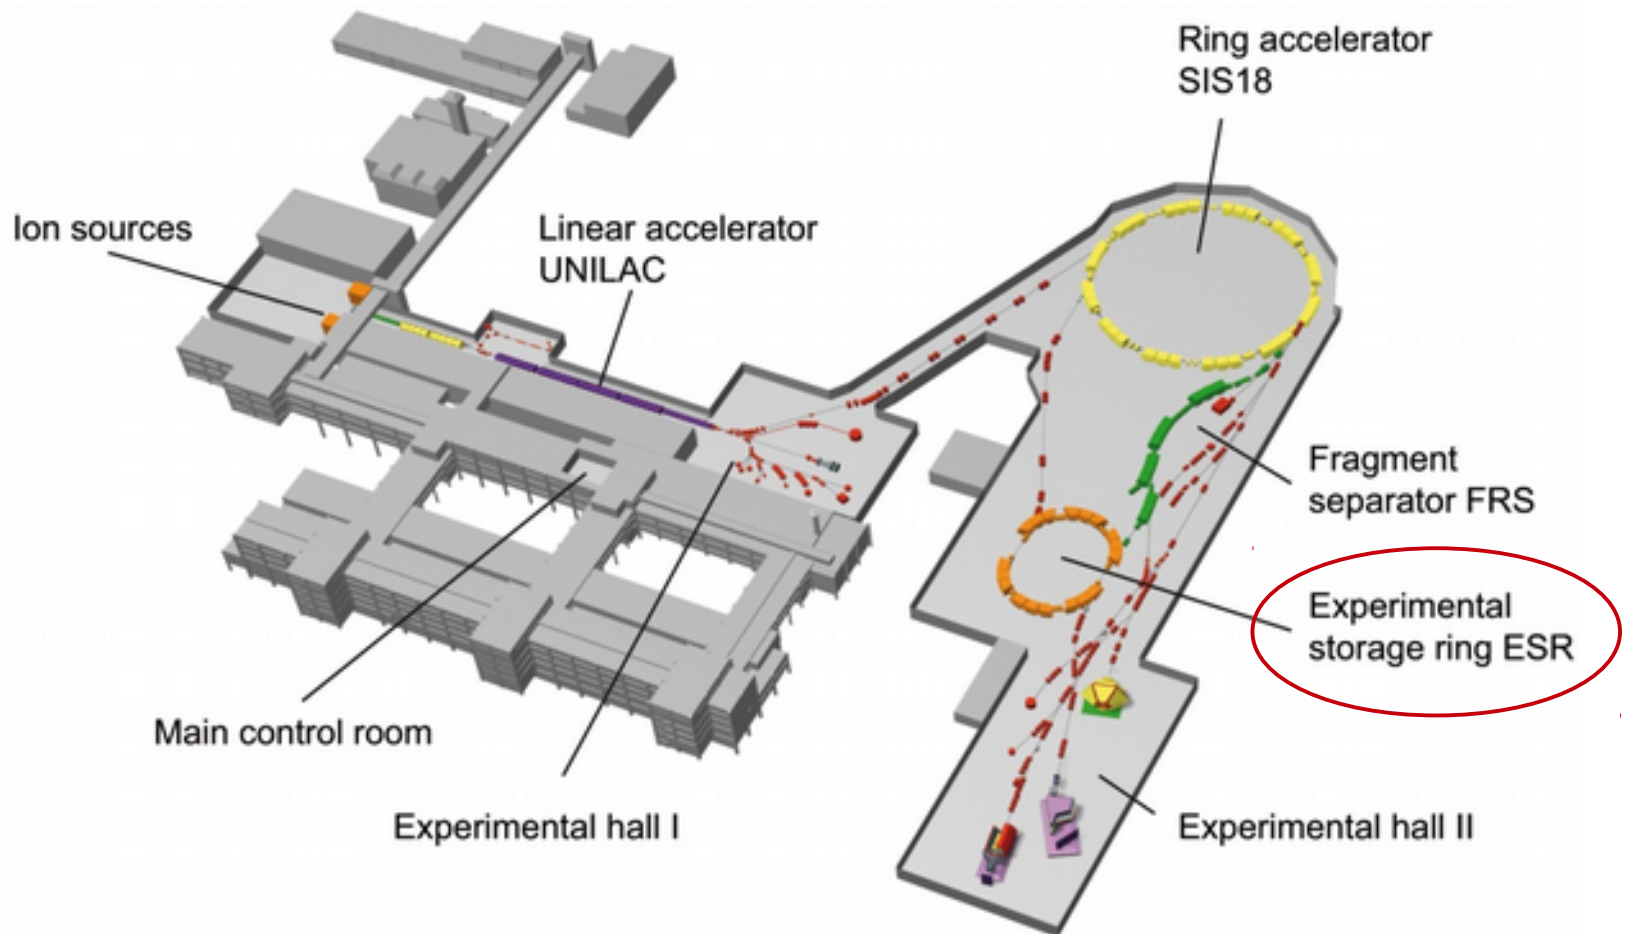 Ring accelerator
SIS18
Ion sources
Linear accelerator
UNILAC
Fragment
separator FRS
Experimental
storage ring ESR
Main control room
Experimental hall I
Experimental hall II